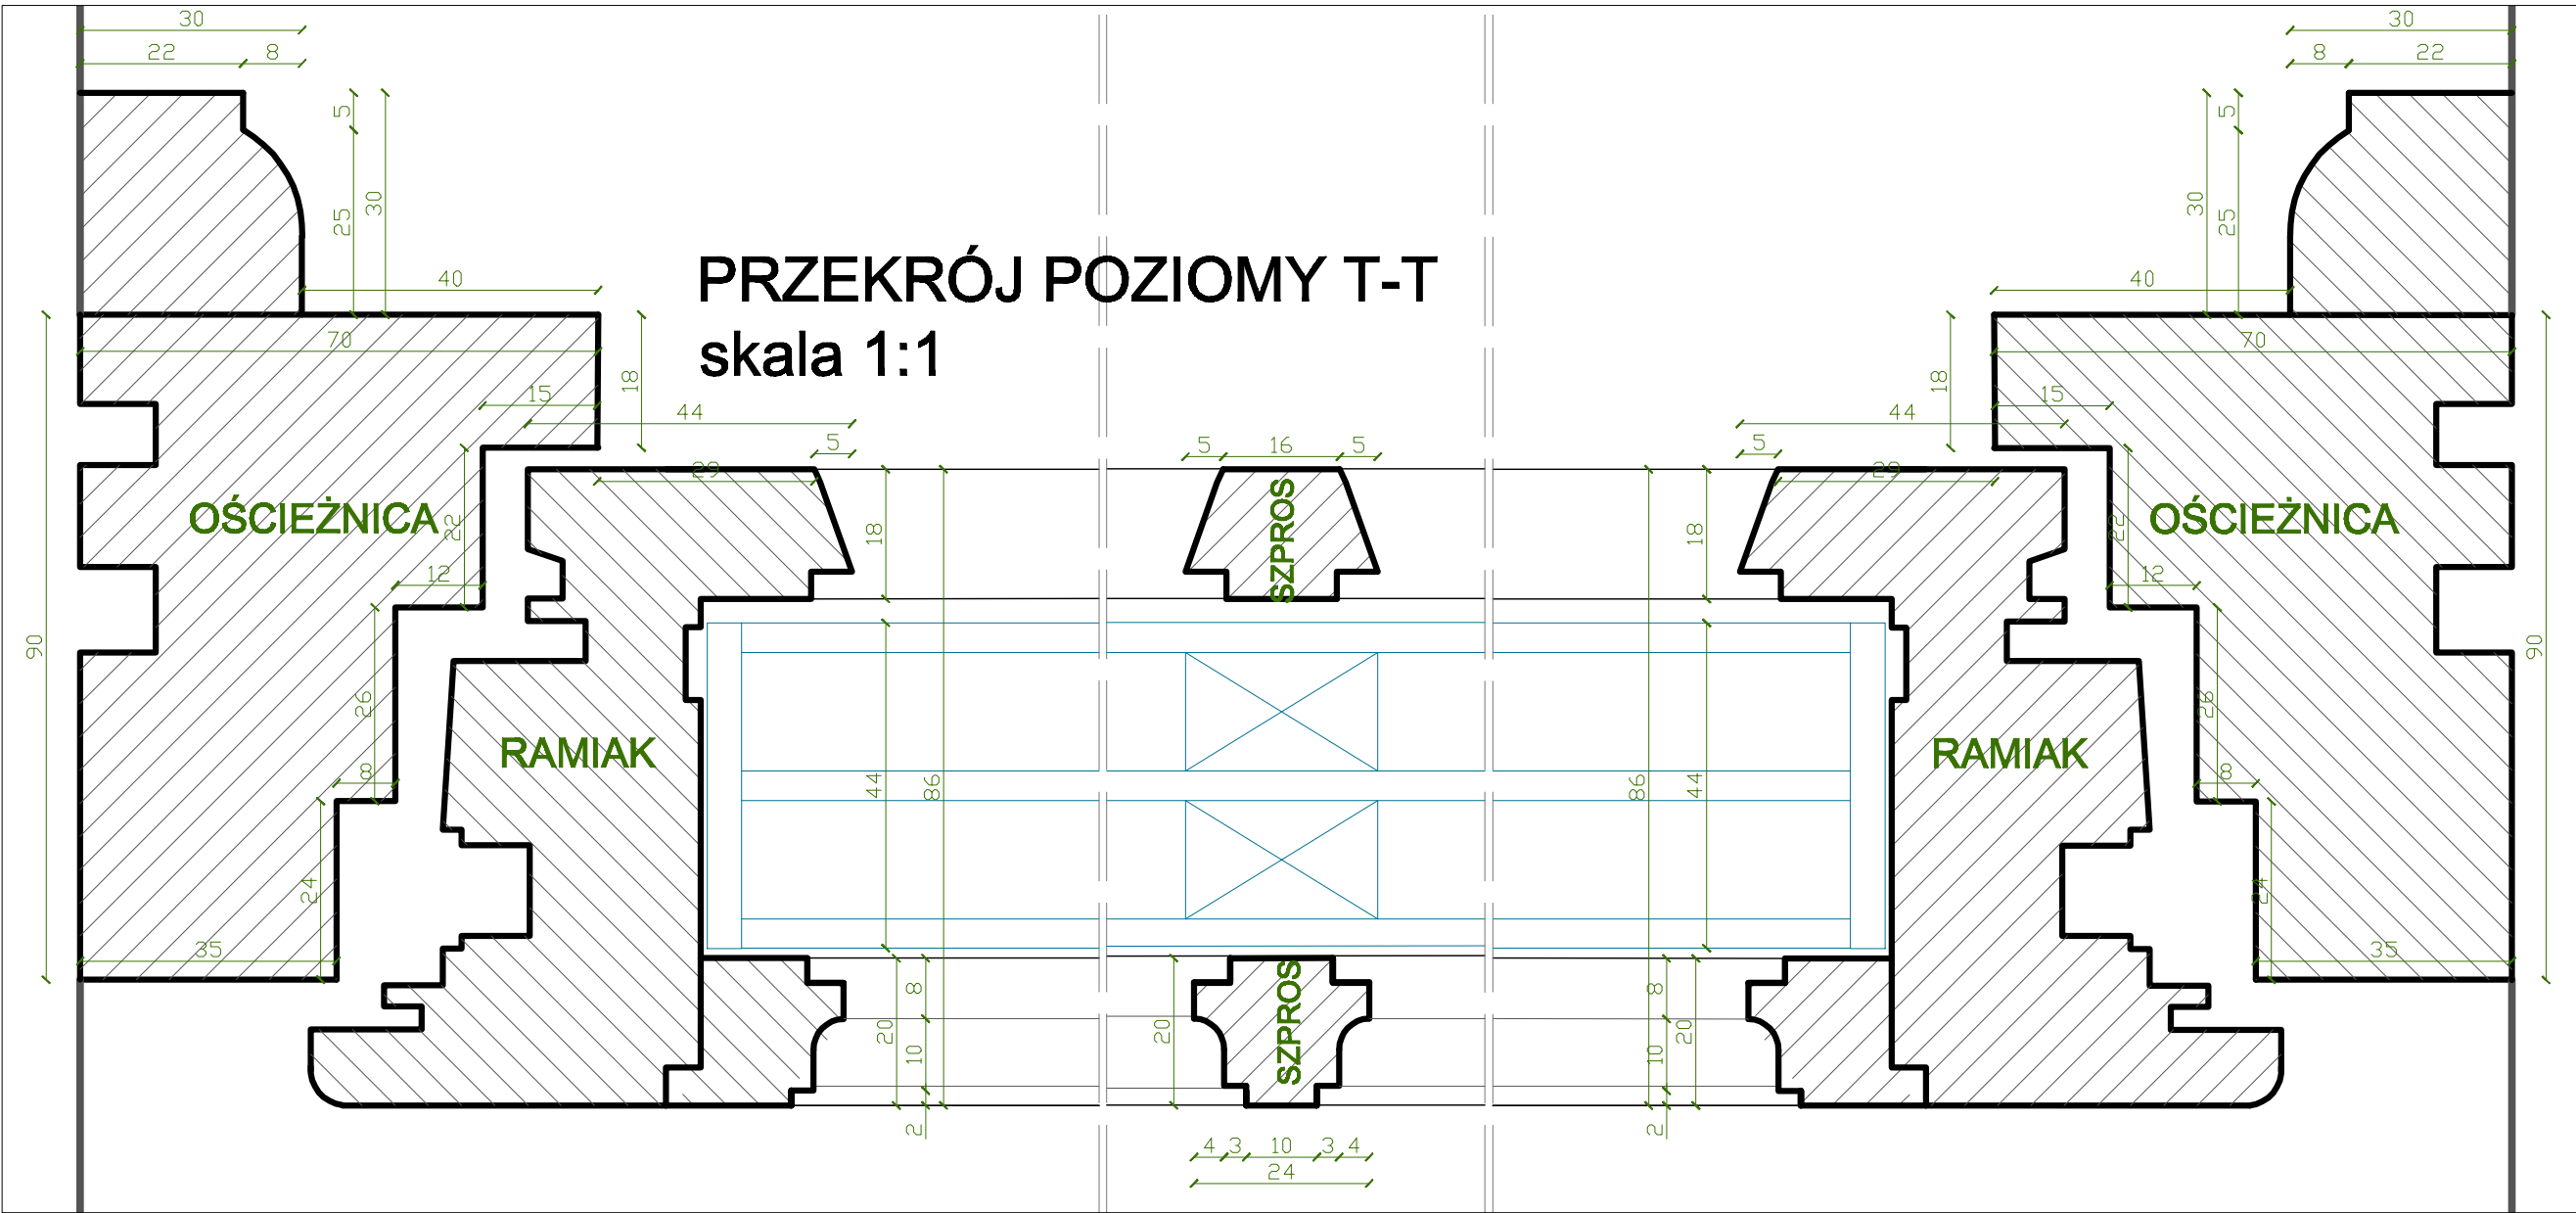 30 30
22 8 8 22
5 5
25 30 30 25
PRZEKRÓJ POZIOMY T-T
40 40
skala 1:1
70 70
18 18
15 15
44 44
5 5 16 5 5
29 29
OŚCIEŻNICA SZPROS OŚCIEŻNICA
22 18 18 22
12 12
90 90
26 26
RAMIAK RAMIAK
8 44 86 86 44 8
24 24
35 35
8 8
20 10 20 SZPROS 10 20
2 2
4 3 10 3 4
24